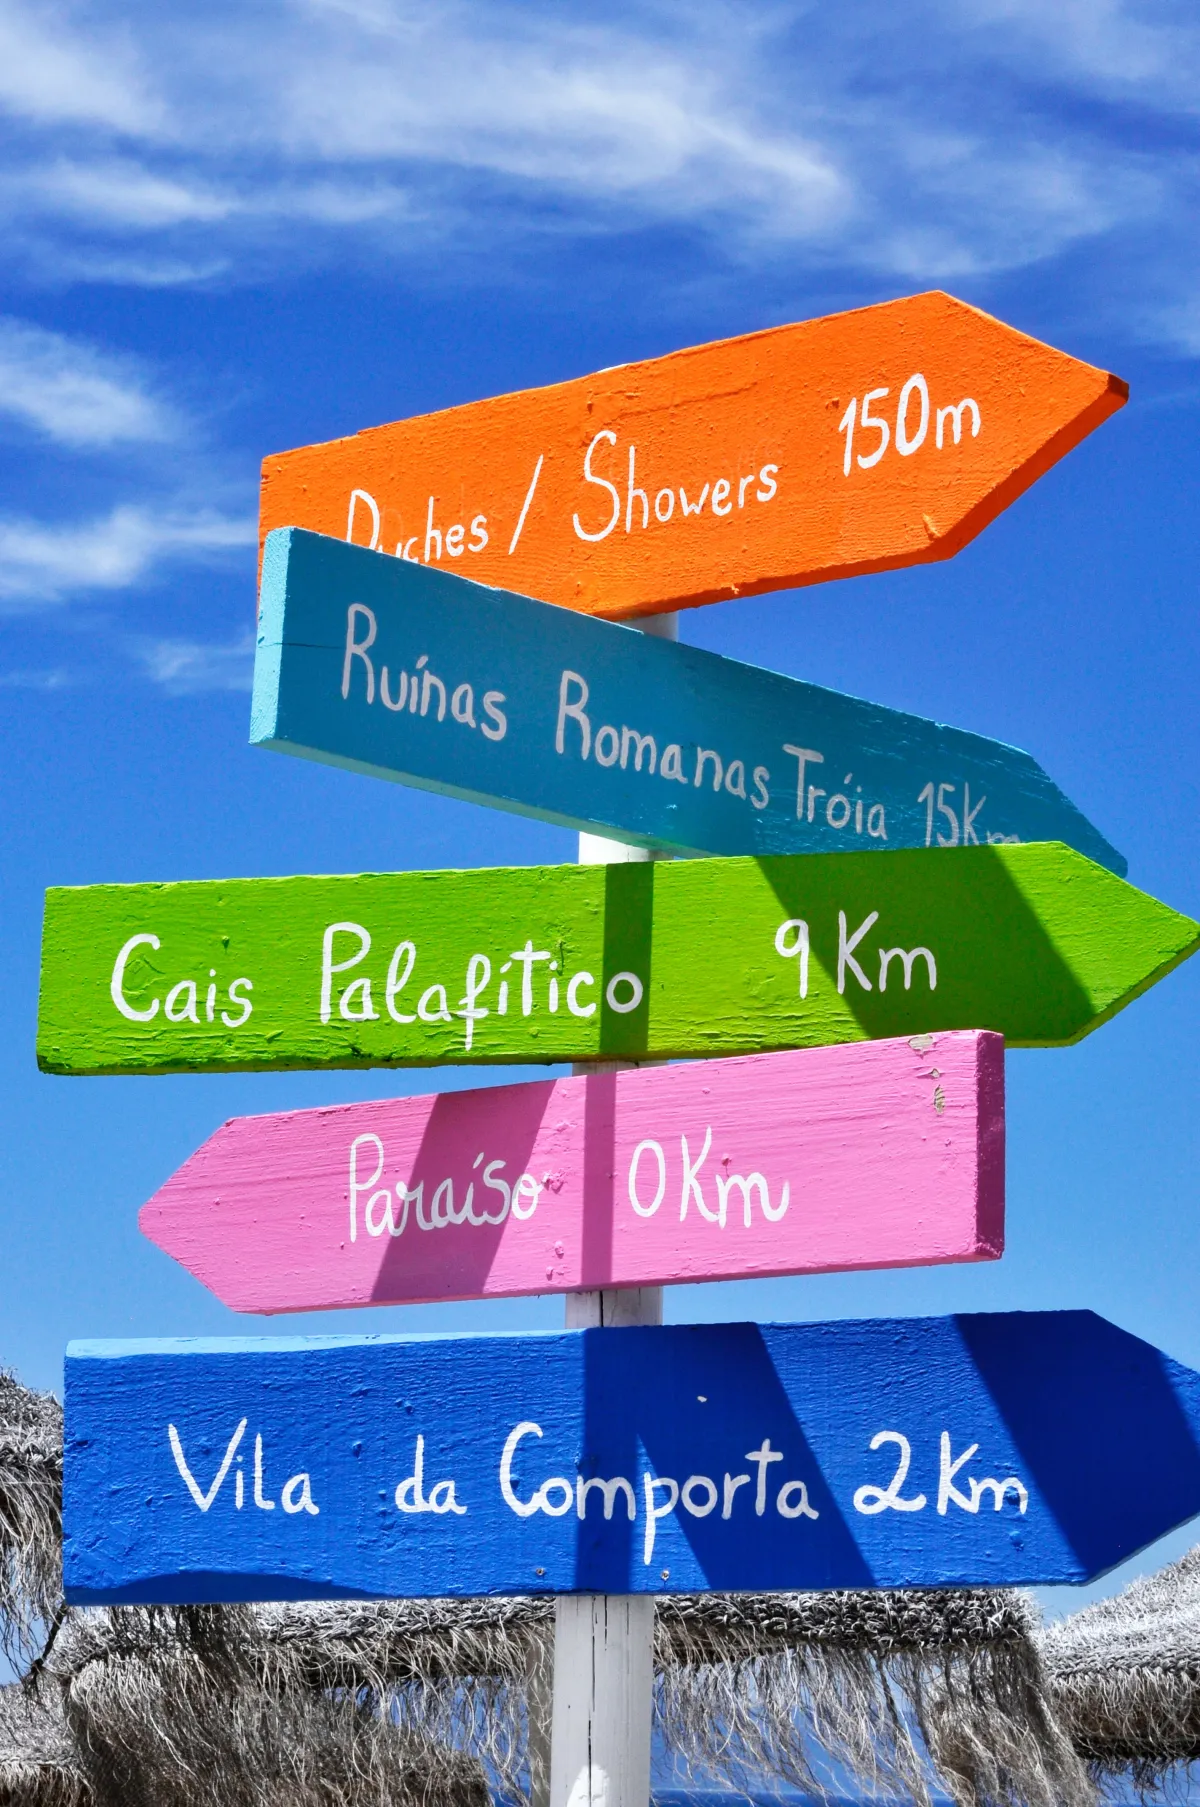 Duches / Showers 150m
Ruínas Romanas Tróia 15Km
Cais Palafítico 9Km
Paraíso 0Km
Vila da Comporta 2Km